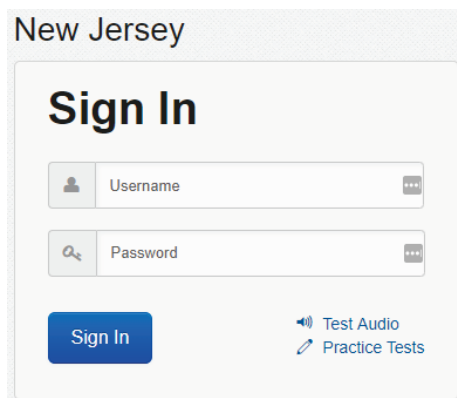 New Jersey
Sign In
Username
Password
Sign In
Test Audio
Practice Tests